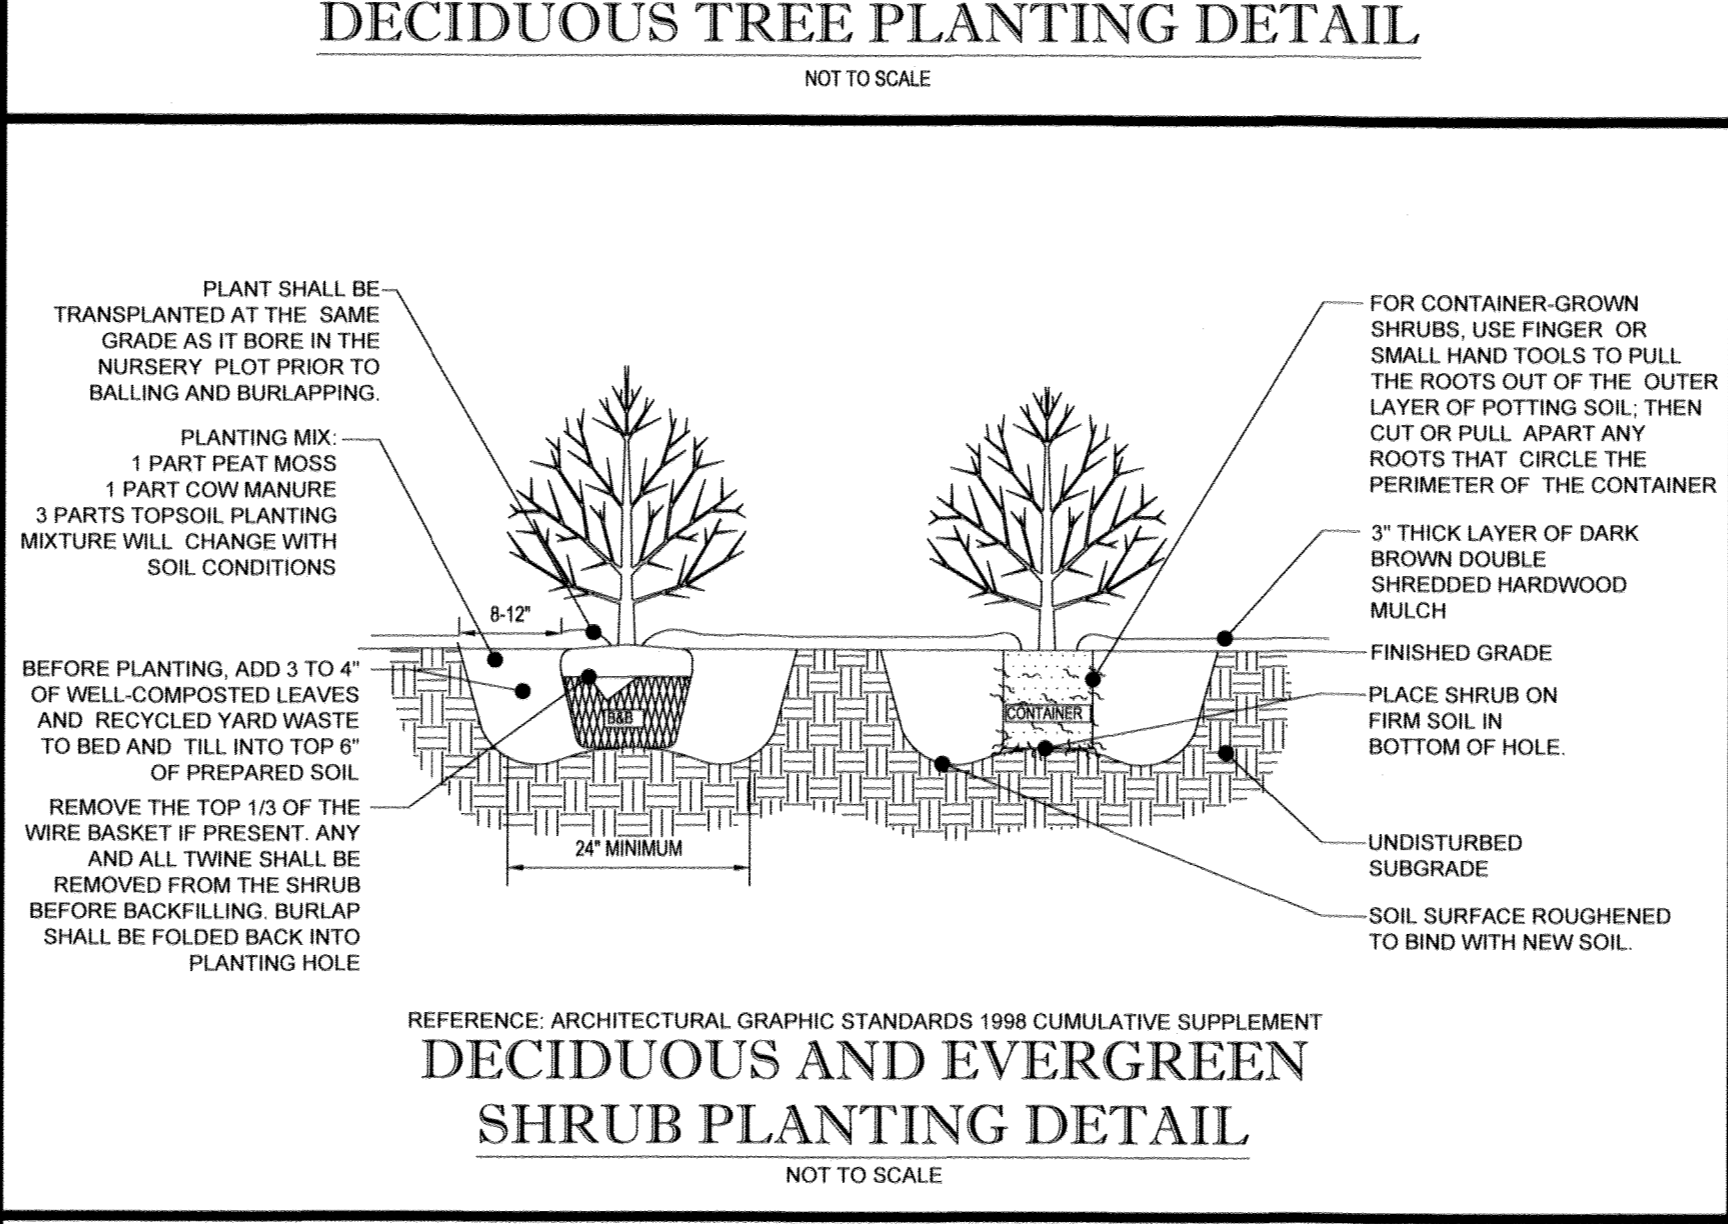 DECIDUOUS TREE PLANTING DETAIL
NOT TO SCALE
PLANT SHALL BE
TRANSPLANTED AT THE SAME
GRADE AS IT BORE IN THE
NURSERY PLOT PRIOR TO
BALLING AND BURLAPPING.
PLANTING MIX:
1 PART PEAT MOSS
1 PART COW MANURE
3 PARTS TOPSOIL PLANTING
MIXTURE WILL CHANGE WITH
SOIL CONDITIONS
8-12"
BEFORE PLANTING, ADD 3 TO 4"
OF WELL-COMPOSTED LEAVES
AND RECYCLED YARD WASTE
TO BED AND TILL INTO TOP 6"
OF PREPARED SOIL
REMOVE THE TOP 1/3 OF THE
WIRE BASKET IF PRESENT. ANY
AND ALL TWINE SHALL BE
REMOVED FROM THE SHRUB
BEFORE BACKFILLING. BURLAP
SHALL BE FOLDED BACK INTO
PLANTING HOLE
B&B
CONTAINER
24" MINIMUM
FOR CONTAINER-GROWN
SHRUBS, USE FINGER OR
SMALL HAND TOOLS TO PULL
THE ROOTS OUT OF THE OUTER
LAYER OF POTTING SOIL; THEN
CUT OR PULL APART ANY
ROOTS THAT CIRCLE THE
PERIMETER OF THE CONTAINER
3" THICK LAYER OF DARK
BROWN DOUBLE
SHREDDED HARDWOOD
MULCH
FINISHED GRADE
PLACE SHRUB ON
FIRM SOIL IN
BOTTOM OF HOLE.
UNDISTURBED
SUBGRADE
SOIL SURFACE ROUGHENED
TO BIND WITH NEW SOIL.
REFERENCE: ARCHITECTURAL GRAPHIC STANDARDS 1998 CUMULATIVE SUPPLEMENT
DECIDUOUS AND EVERGREEN
SHRUB PLANTING DETAIL
NOT TO SCALE